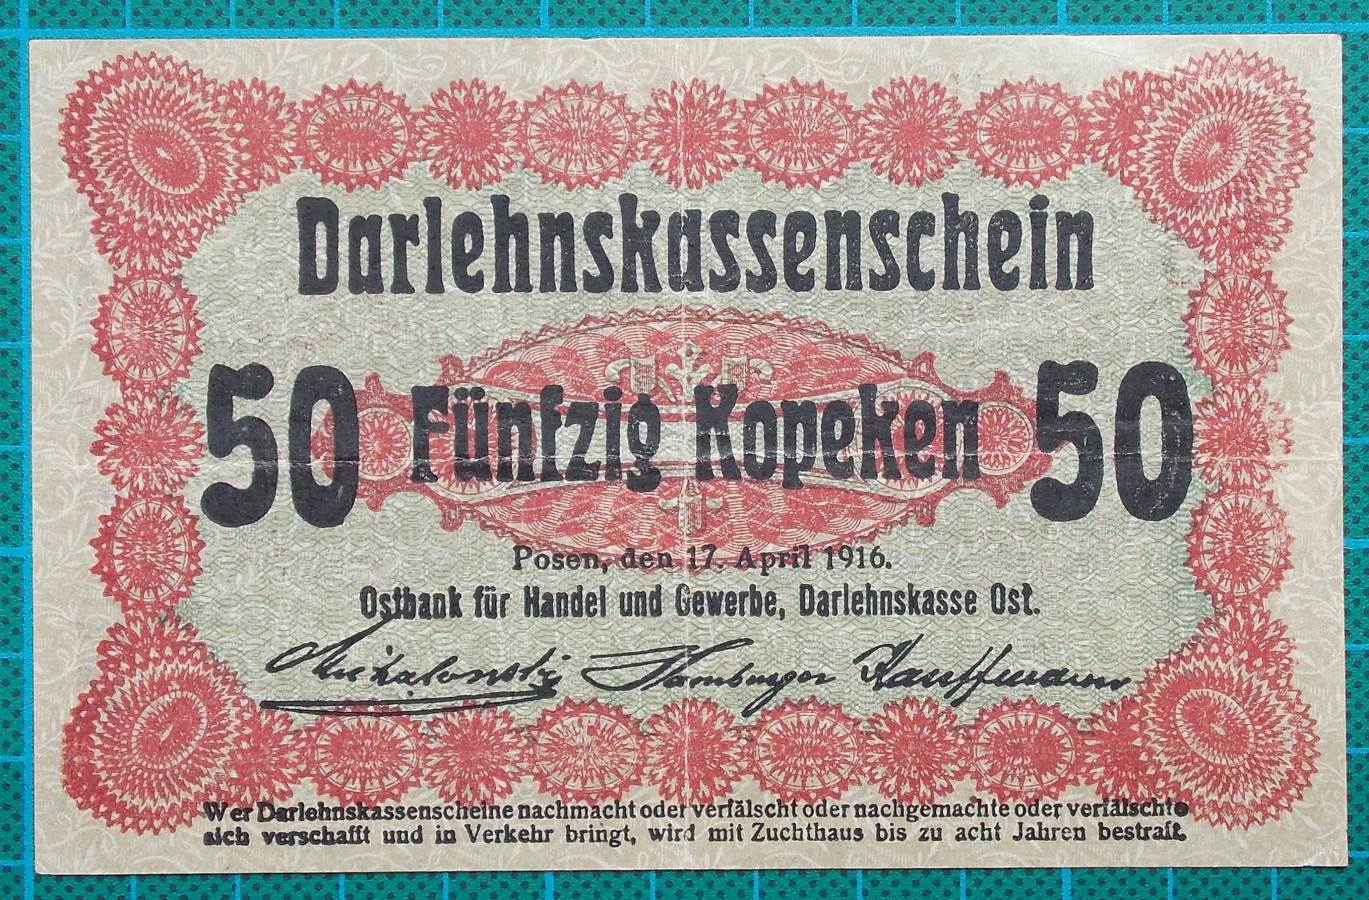 Darlehnskassenschein
50 Fünfzig Kopeken 50
Posen, den 17. April 1916.
Ostbank für Handel und Gewerbe, Darlehnskasse Ost.
Michalowsky Hamburger Kauffmann
Wer Darlehnskassenscheine nachmacht oder verfälscht oder nachgemachte oder verfälschte
sich verschafft und in Verkehr bringt, wird mit Zuchthaus bis zu acht Jahren bestraft.